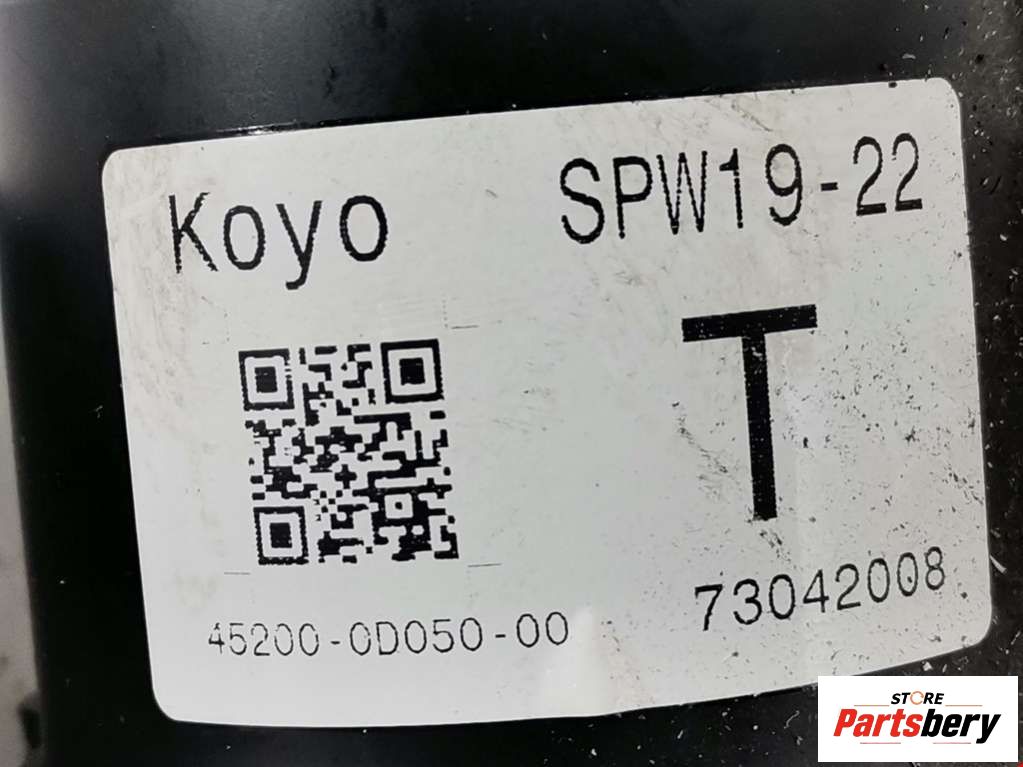 Koyo SPW19-22
T
45200-0D050-00 73042008
STORE
Partsbery